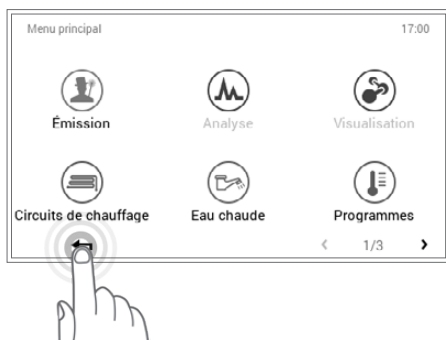 Menu principal 17:00
Émission Analyse Visualisation
Circuits de chauffage Eau chaude Programmes
1/3